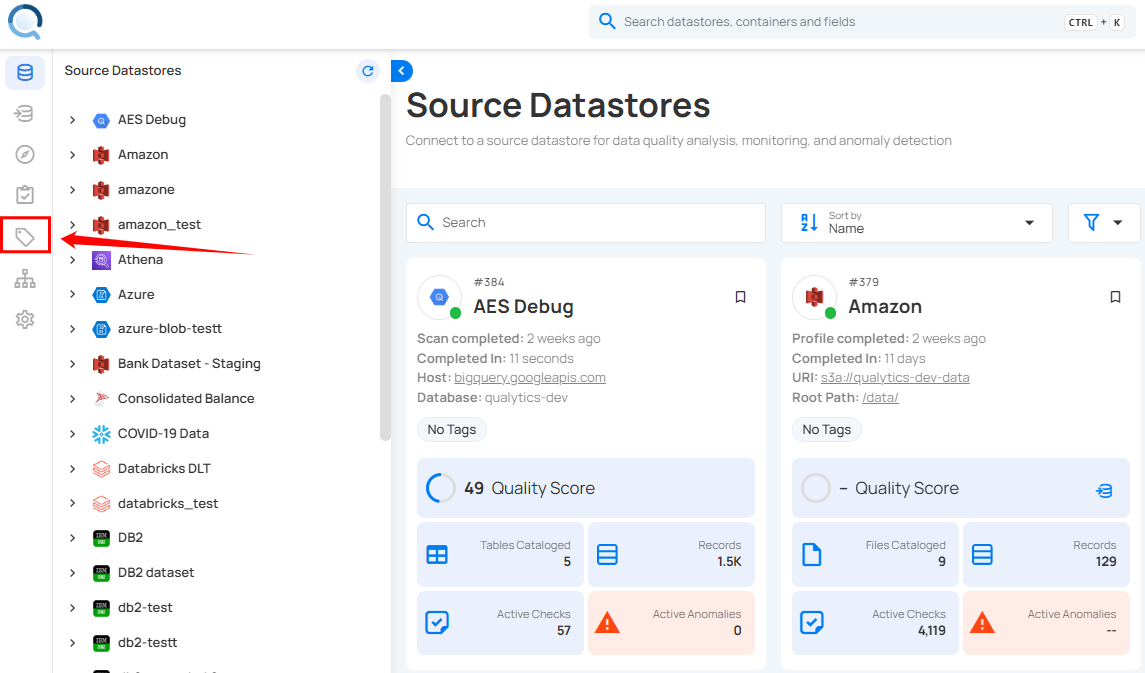 Search datastores, containers and fields
CTRL + K
Source Datastores
AES Debug
Amazon
amazone
amazon_test
Athena
Azure
azure-blob-testt
Bank Dataset - Staging
Consolidated Balance
COVID-19 Data
Databricks DLT
databricks_test
DB2
DB2 dataset
db2-test
db2-testt
Source Datastores
Connect to a source datastore for data quality analysis, monitoring, and anomaly detection
Search
Sort by
Name
#384
AES Debug
Scan completed: 2 weeks ago
Completed In: 11 seconds
Host: bigquery.googleapis.com
Database: qualytics-dev
No Tags
49 Quality Score
Tables Cataloged
5
Records
1.5K
Active Checks
57
Active Anomalies
0
#379
Amazon
Profile completed: 2 weeks ago
Completed In: 11 days
URI: s3a://qualytics-dev-data
Root Path: /data/
No Tags
– Quality Score
Files Cataloged
9
Records
129
Active Checks
4,119
Active Anomalies
--